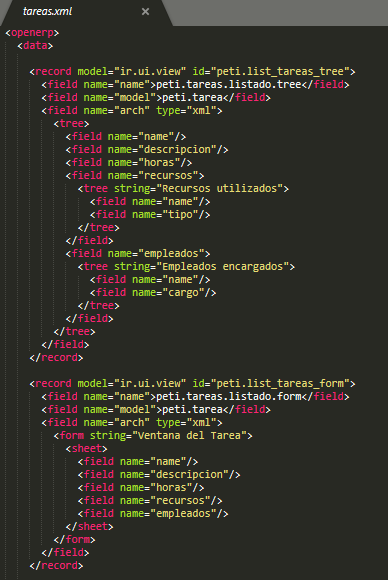 tareas.xml ×
<openerp>
<data>
<record model="ir.ui.view" id="peti.list_tareas_tree">
<field name="name">peti.tareas.listado.tree</field>
<field name="model">peti.tarea</field>
<field name="arch" type="xml">
<tree>
<field name="name"/>
<field name="descripcion"/>
<field name="horas"/>
<field name="recursos">
<tree string="Recursos utilizados">
<field name="name"/>
<field name="tipo"/>
</tree>
</field>
<field name="empleados">
<tree string="Empleados encargados">
<field name="name"/>
<field name="cargo"/>
</tree>
</field>
</tree>
</field>
</record>
<record model="ir.ui.view" id="peti.list_tareas_form">
<field name="name">peti.tareas.listado.form</field>
<field name="model">peti.tarea</field>
<field name="arch" type="xml">
<form string="Ventana del Tarea">
<sheet>
<field name="name"/>
<field name="descripcion"/>
<field name="horas"/>
<field name="recursos"/>
<field name="empleados"/>
</sheet>
</form>
</field>
</record>